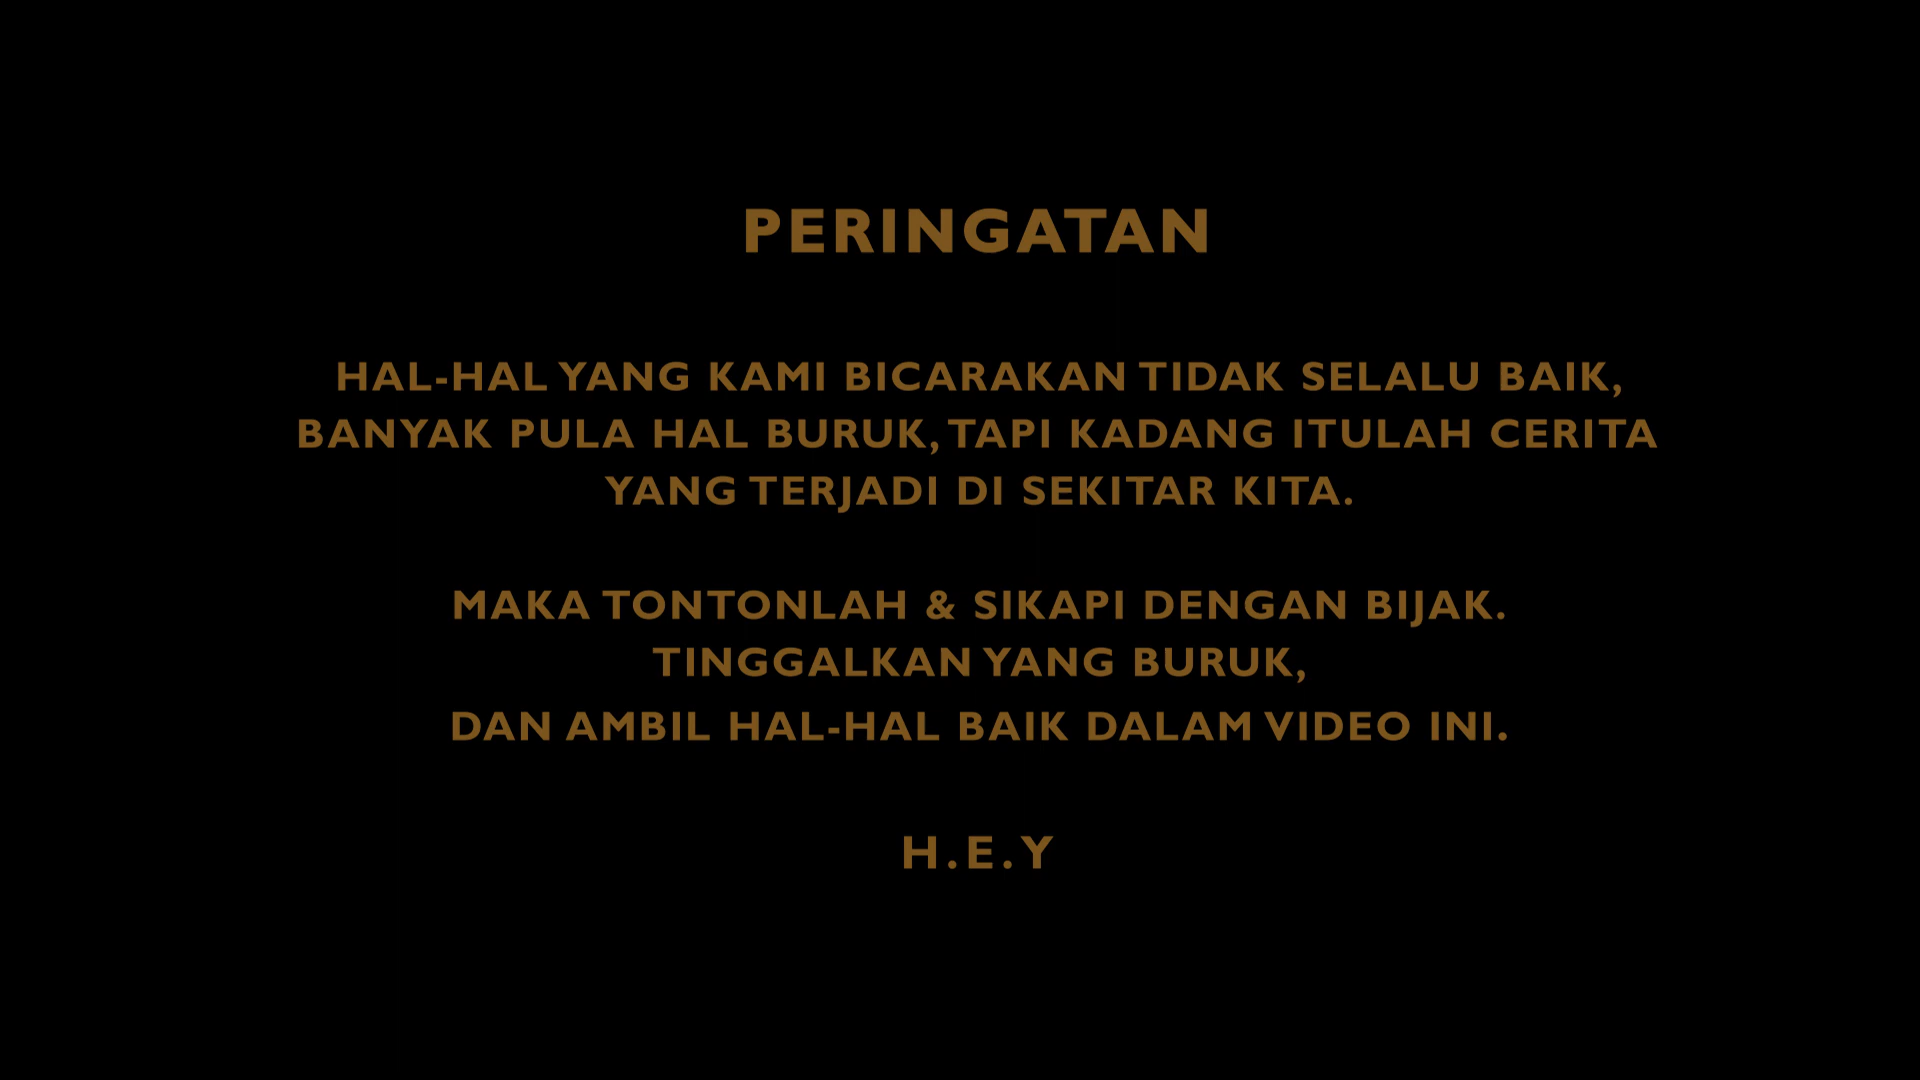 PERINGATAN
HAL-HAL YANG KAMI BICARAKAN TIDAK SELALU BAIK,
BANYAK PULA HAL BURUK, TAPI KADANG ITULAH CERITA
YANG TERJADI DI SEKITAR KITA.
MAKA TONTONLAH & SIKAPI DENGAN BIJAK.
TINGGALKAN YANG BURUK,
DAN AMBIL HAL-HAL BAIK DALAM VIDEO INI.
H.E.Y